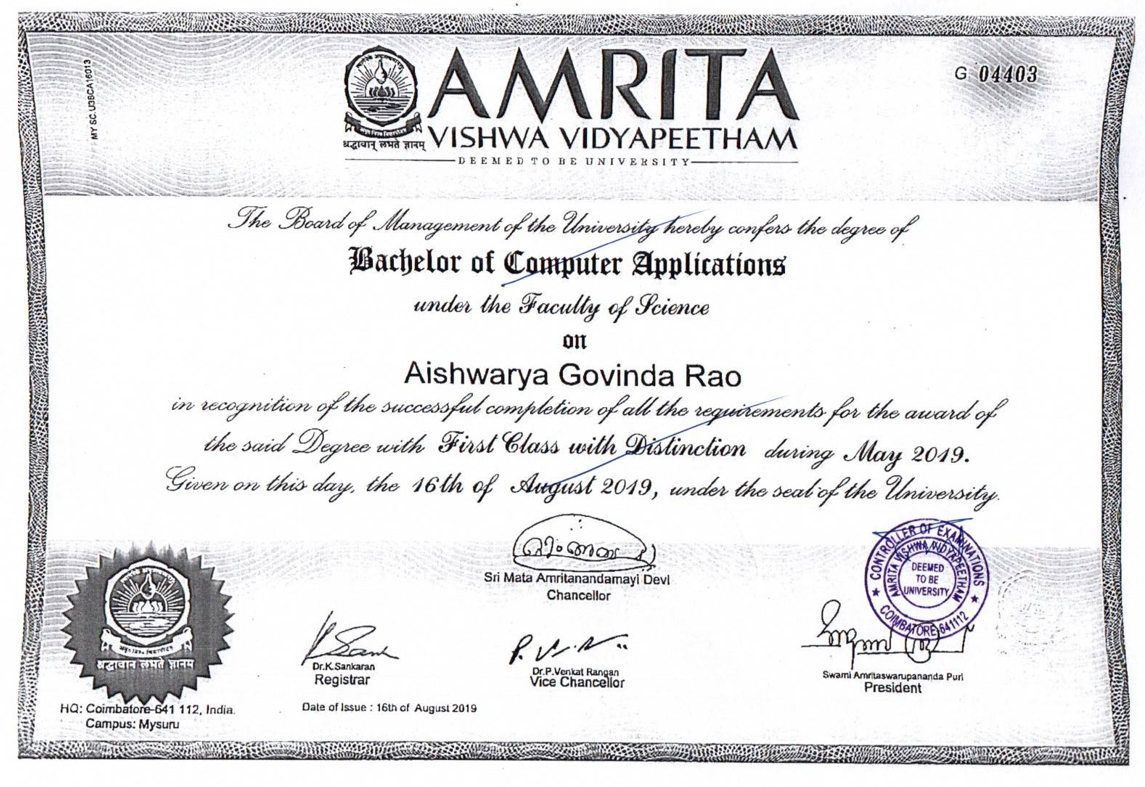 MY.SC.U3BCA16013
G 04403
AMRITA
VISHWA VIDYAPEETHAM
DEEMED TO BE UNIVERSITY
श्रद्धावान् लभते ज्ञानम्
The Board of Management of the University hereby confers the degree of
Bachelor of Computer Applications
under the Faculty of Science
on
Aishwarya Govinda Rao
in recognition of the successful completion of all the requirements for the award of
the said Degree with First Class with Distinction during May 2019.
Given on this day, the 16th of August 2019, under the seal of the University.
Sri Mata Amritanandamayi Devi
Chancellor
CONTROLLER OF EXAMINATIONS
AMRITA VISHWA VIDYAPEETHAM
DEEMED
TO BE
UNIVERSITY
COIMBATORE 641112
श्रद्धावान् लभते ज्ञानम्
Dr.K.Sankaran
Registrar
Dr.P.Venkat Rangan
Vice Chancellor
Swami Amritaswarupananda Puri
President
HQ: Coimbatore-641 112, India.
Campus: Mysuru
Date of Issue : 16th of August 2019